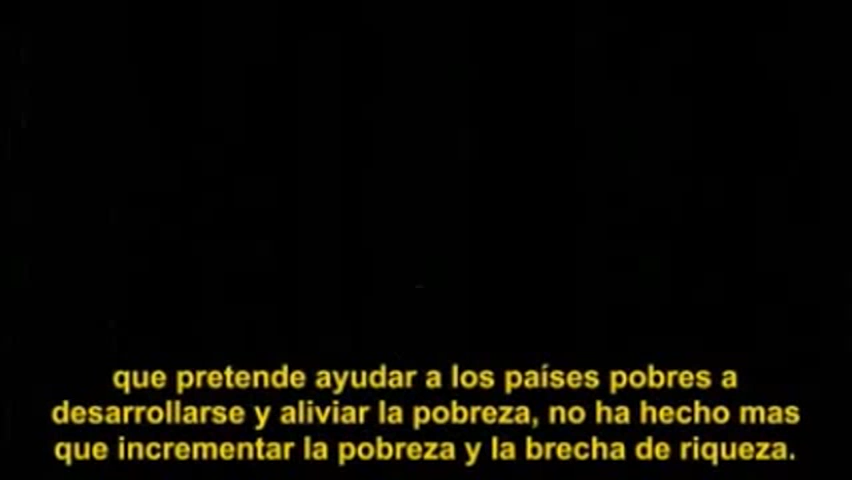 que pretende ayudar a los países pobres a
desarrollarse y aliviar la pobreza, no ha hecho mas
que incrementar la pobreza y la brecha de riqueza.